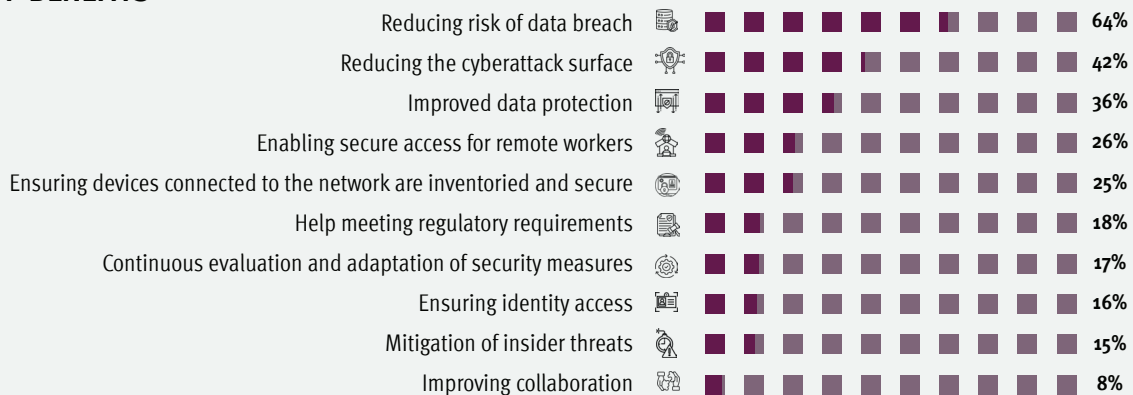 BENEFITS
Reducing risk of data breach 64%
Reducing the cyberattack surface 42%
Improved data protection 36%
Enabling secure access for remote workers 26%
Ensuring devices connected to the network are inventoried and secure 25%
Help meeting regulatory requirements 18%
Continuous evaluation and adaptation of security measures 17%
Ensuring identity access 16%
Mitigation of insider threats 15%
Improving collaboration 8%